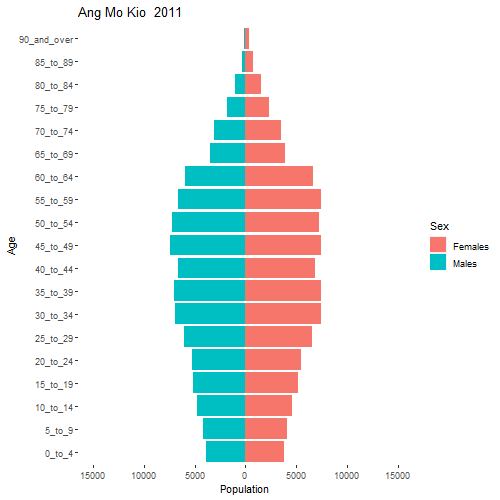 Ang Mo Kio  2011
90_and_over
85_to_89
80_to_84
75_to_79
70_to_74
65_to_69
60_to_64
55_to_59
50_to_54
45_to_49
40_to_44
35_to_39
30_to_34
25_to_29
20_to_24
15_to_19
10_to_14
5_to_9
0_to_4
Age
15000 10000 5000 0 5000 10000 15000
Population
Sex
Females
Males